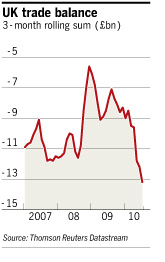 UK trade balance
3-month rolling sum (£bn)
-5
-7
-9
-11
-13
-15
2007 08 09 10
Source: Thomson Reuters Datastream